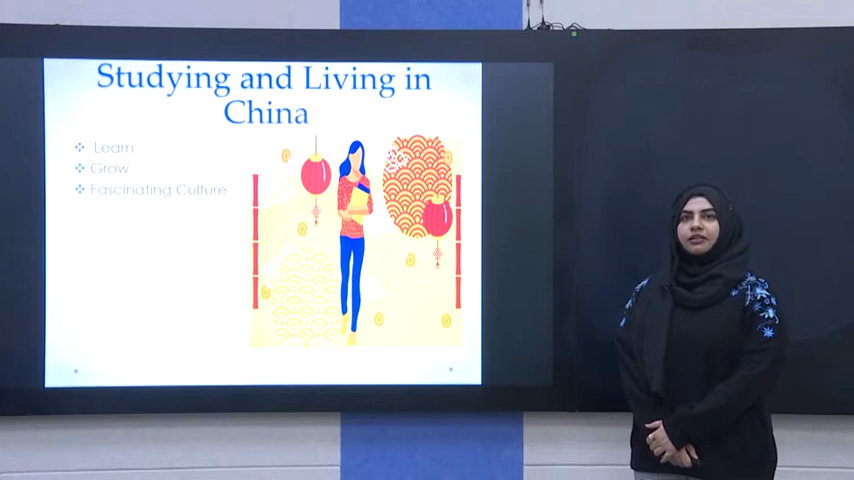 Studying and Living in
China
Learn
Grow
Fascinating Culture